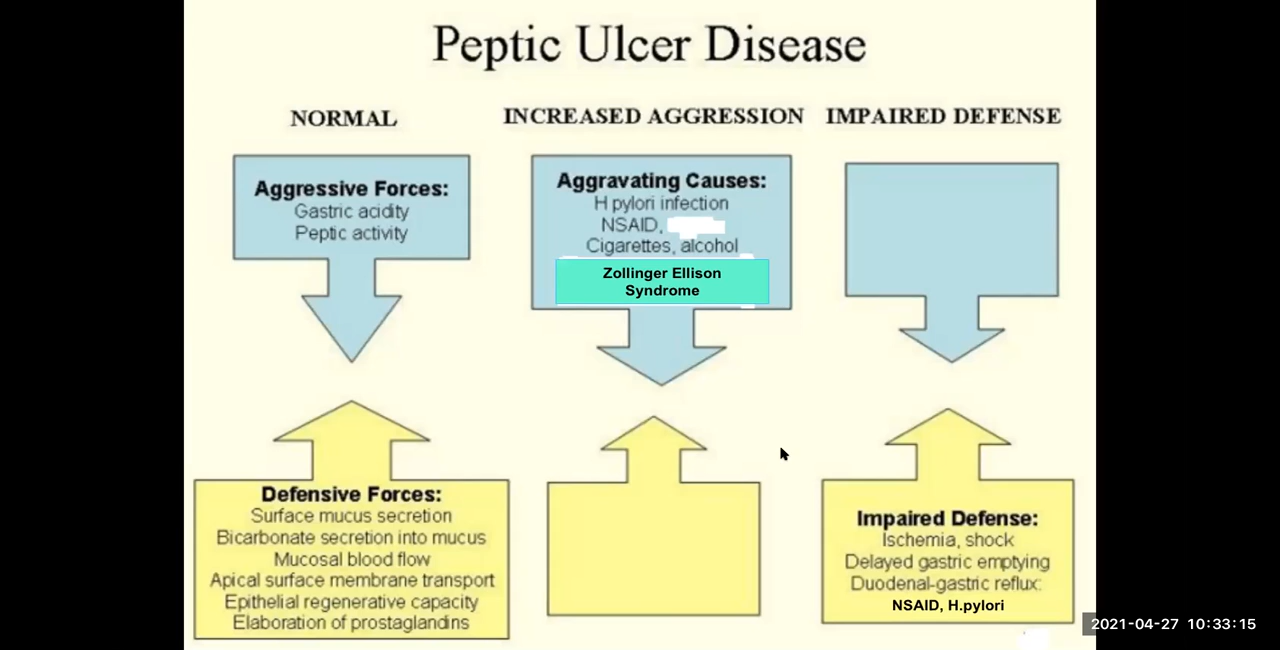 Peptic Ulcer Disease
NORMAL
Aggressive Forces:
Gastric acidity
Peptic activity
Defensive Forces:
Surface mucus secretion
Bicarbonate secretion into mucus
Mucosal blood flow
Apical surface membrane transport
Epithelial regenerative capacity
Elaboration of prostaglandins
INCREASED AGGRESSION
Aggravating Causes:
H pylori infection
NSAID,
Cigarettes, alcohol
Zollinger Ellison
Syndrome
IMPAIRED DEFENSE
Impaired Defense:
Ischemia, shock
Delayed gastric emptying
Duodenal-gastric reflux:
NSAID, H.pylori
2021-04-27 10:33:15